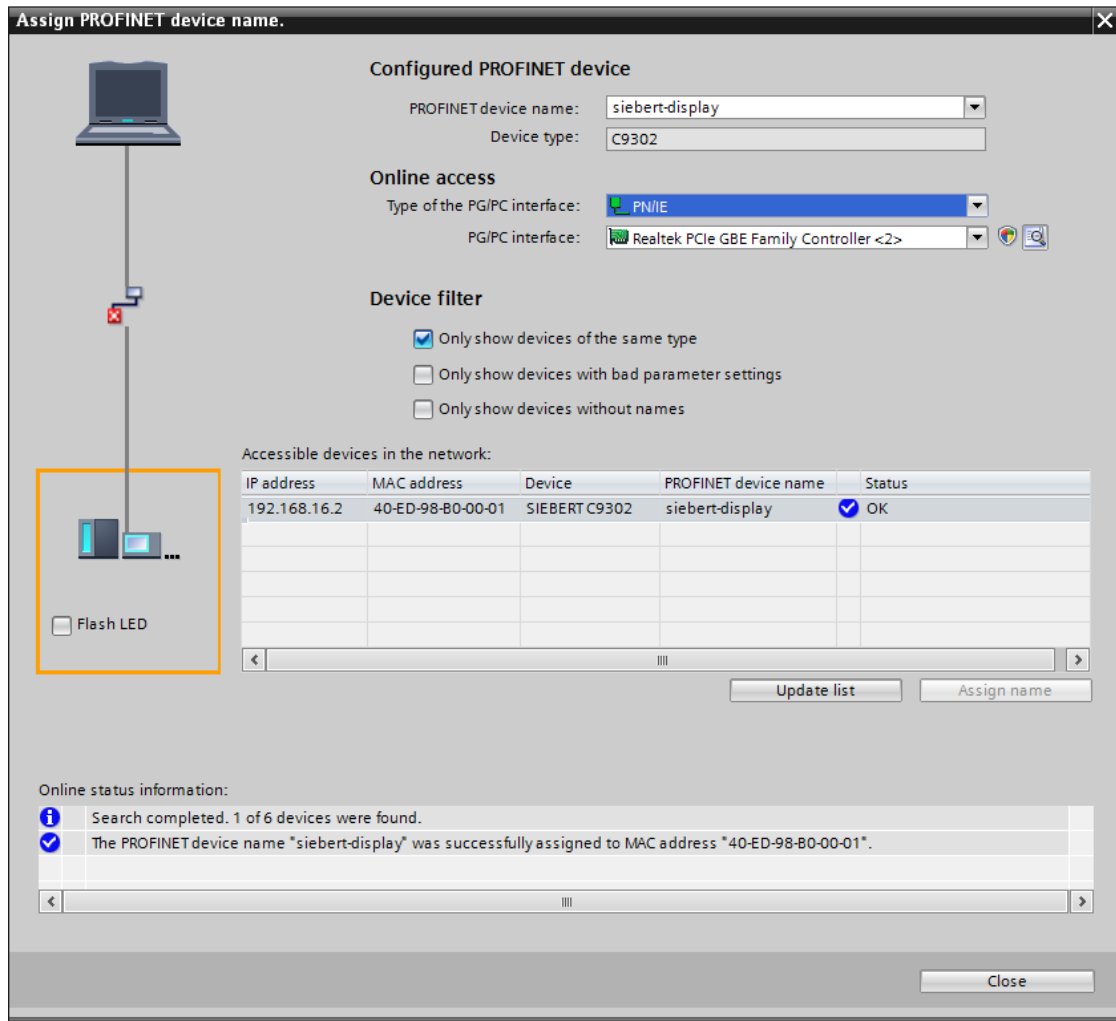 Assign PROFINET device name.
Configured PROFINET device
PROFINET device name: siebert-display
Device type: C9302
Online access
Type of the PG/PC interface: PN/IE
PG/PC interface: Realtek PCIe GBE Family Controller <2>
Device filter
Only show devices of the same type
Only show devices with bad parameter settings
Only show devices without names
Accessible devices in the network:
IP address MAC address Device PROFINET device name Status
192.168.16.2 40-ED-98-B0-00-01 SIEBERT C9302 siebert-display OK
Flash LED
Update list Assign name
Online status information:
Search completed. 1 of 6 devices were found.
The PROFINET device name "siebert-display" was successfully assigned to MAC address "40-ED-98-B0-00-01".
Close